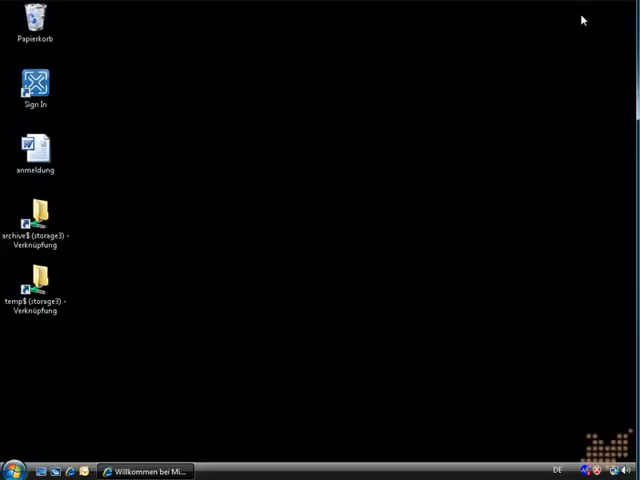 Papierkorb
Sign In
anmeldung
archive$ (storage3) -
Verknüpfung
temp$ (storage3) -
Verknüpfung
Willkommen bei Mi...
DE